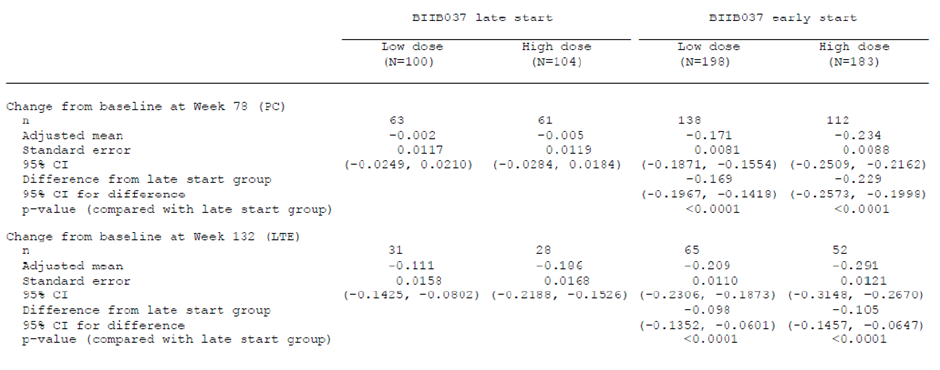 BIIB037 late start BIIB037 early start
Low dose High dose Low dose High dose
(N=100) (N=104) (N=198) (N=183)
Change from baseline at Week 78 (PC)
n 63 61 138 112
Adjusted mean -0.002 -0.005 -0.171 -0.234
Standard error 0.0117 0.0119 0.0081 0.0088
95% CI (-0.0249, 0.0210) (-0.0284, 0.0184) (-0.1871, -0.1554) (-0.2509, -0.2162)
Difference from late start group -0.169 -0.229
95% CI for difference (-0.1967, -0.1418) (-0.2573, -0.1998)
p-value (compared with late start group) <0.0001 <0.0001
Change from baseline at Week 132 (LTE)
n 31 28 65 52
Adjusted mean -0.111 -0.186 -0.209 -0.291
Standard error 0.0158 0.0168 0.0110 0.0121
95% CI (-0.1425, -0.0802) (-0.2188, -0.1526) (-0.2306, -0.1873) (-0.3148, -0.2670)
Difference from late start group -0.098 -0.105
95% CI for difference (-0.1352, -0.0601) (-0.1457, -0.0647)
p-value (compared with late start group) <0.0001 <0.0001